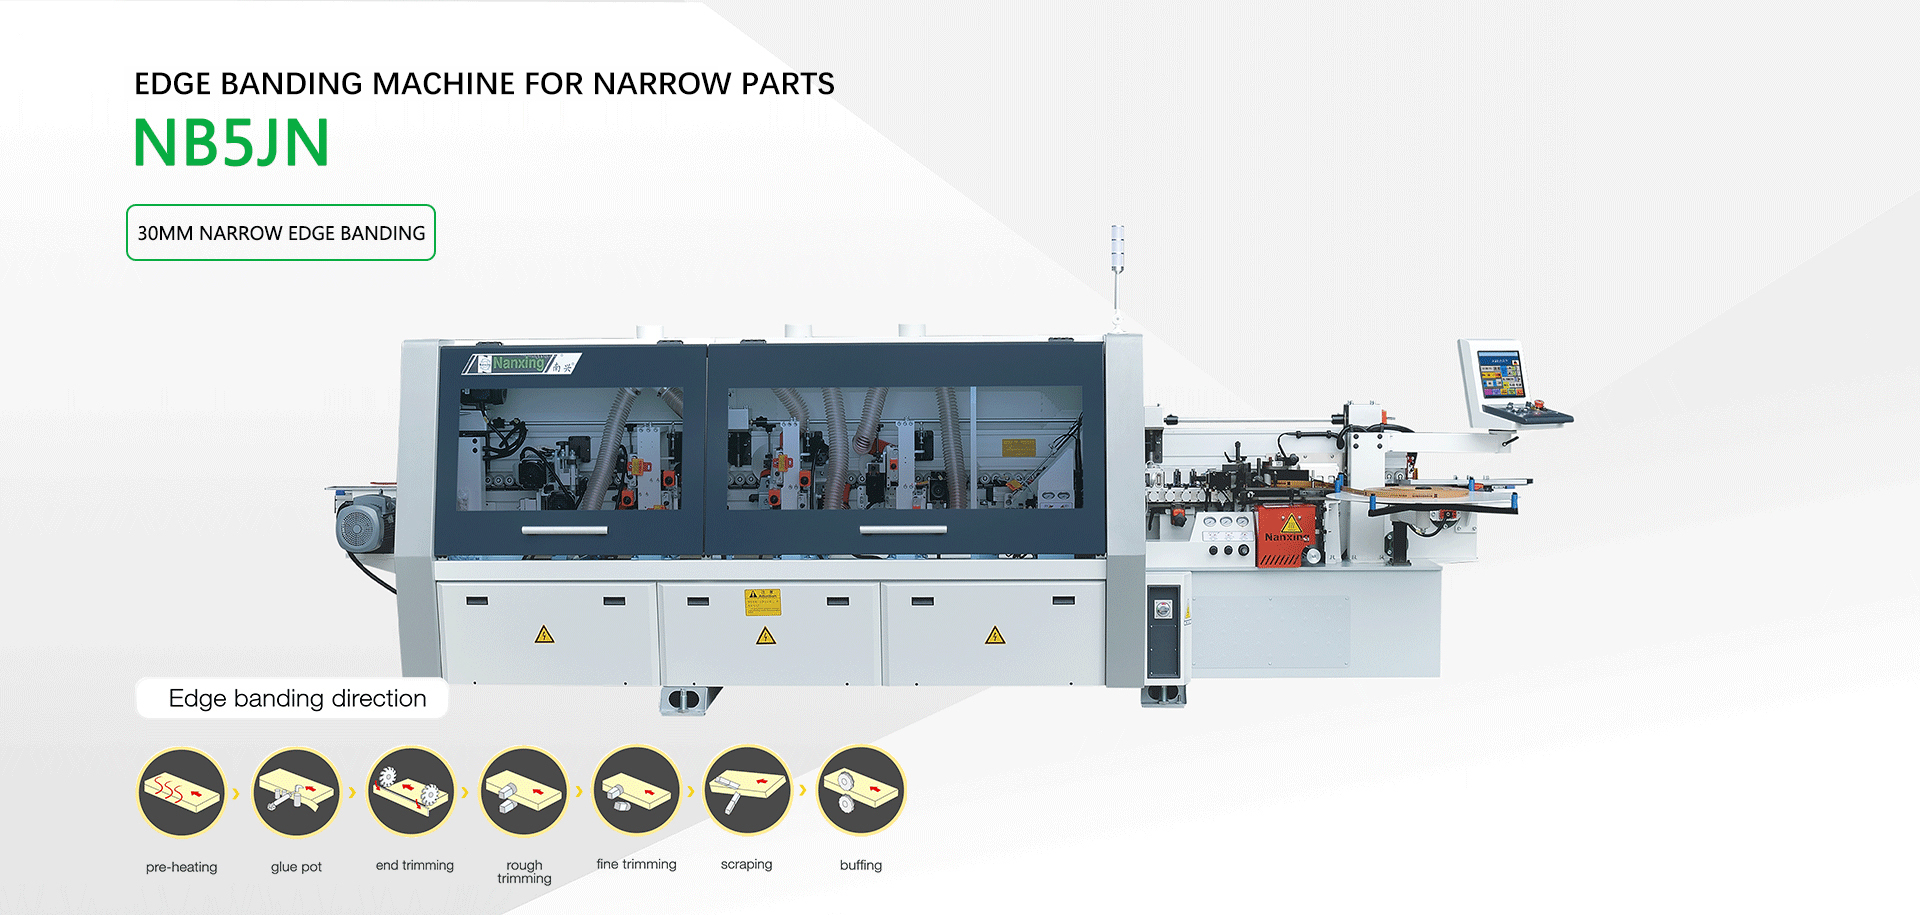 EDGE BANDING MACHINE FOR NARROW PARTS
NB5JN
30MM NARROW EDGE BANDING
Nanxing 南兴
Nanxing
Edge banding direction
pre-heating
glue pot
end trimming
rough
trimming
fine trimming
scraping
buffing